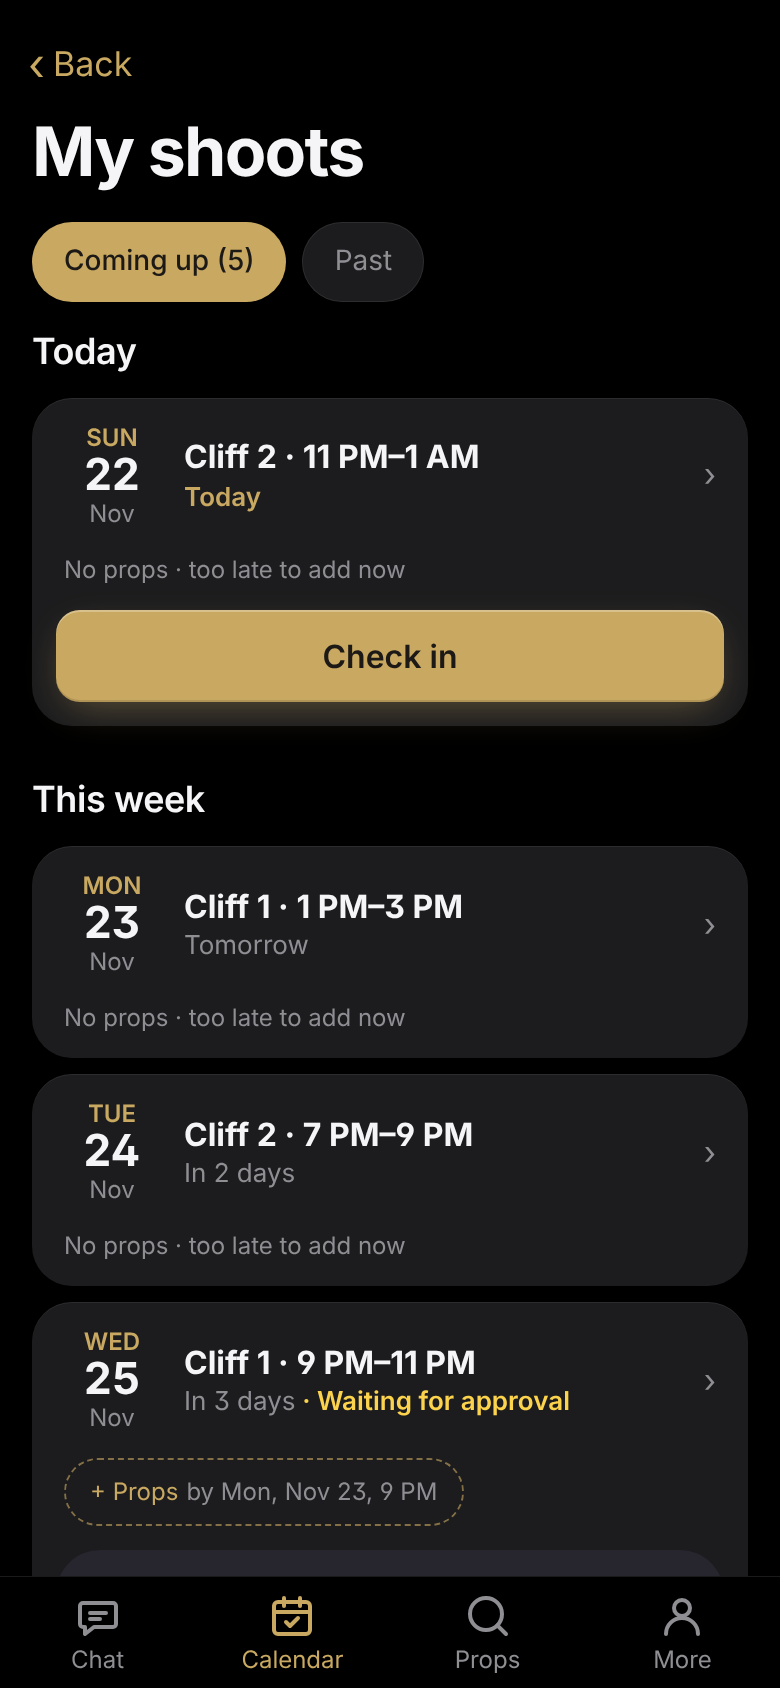 ‹ Back
My shoots
Coming up (5)
Past
Today
SUN
22
Nov
Cliff 2 · 11 PM–1 AM
Today
›
No props · too late to add now
Check in
This week
MON
23
Nov
Cliff 1 · 1 PM–3 PM
Tomorrow
›
No props · too late to add now
TUE
24
Nov
Cliff 2 · 7 PM–9 PM
In 2 days
›
No props · too late to add now
WED
25
Nov
Cliff 1 · 9 PM–11 PM
In 3 days · Waiting for approval
›
+ Props by Mon, Nov 23, 9 PM
Chat
Calendar
Props
More